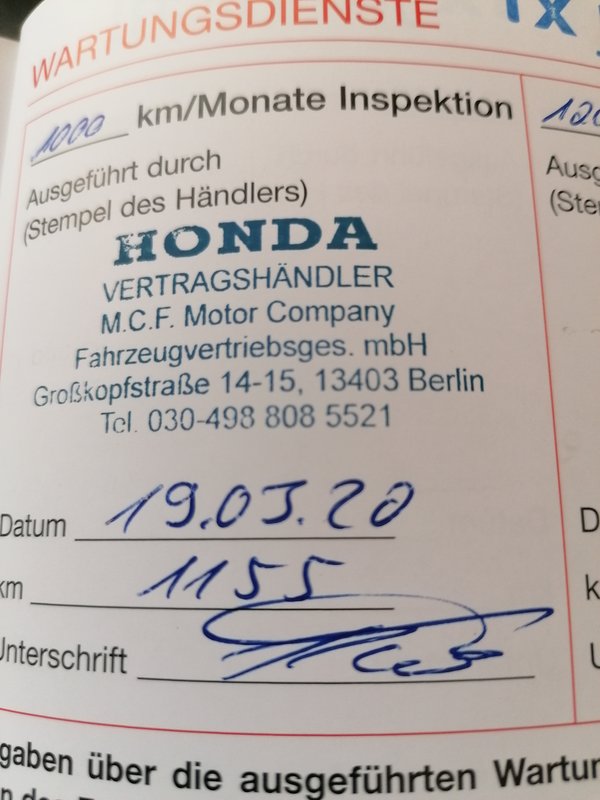 WARTUNGSDIENSTE
1000 km/Monate Inspektion
Ausgeführt durch
(Stempel des Händlers)
HONDA
VERTRAGSHÄNDLER
M.C.F. Motor Company
Fahrzeugvertriebsges. mbH
Großkopfstraße 14-15, 13403 Berlin
Tel. 030-498 808 5521
Datum 19.03.20
km 1155
Unterschrift
gaben über die ausgeführten Wartun